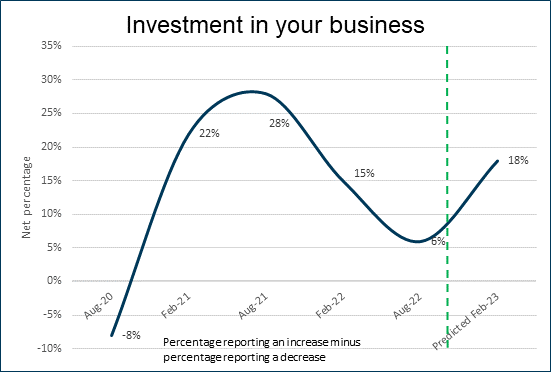 Investment in your business
35%
30%
25%
20%
15%
10%
5%
0%
-5%
-10%
Net percentage
-8%
22%
28%
15%
6%
18%
Aug-20
Feb-21
Aug-21
Feb-22
Aug-22
Predicted Feb-23
Percentage reporting an increase minus
percentage reporting a decrease